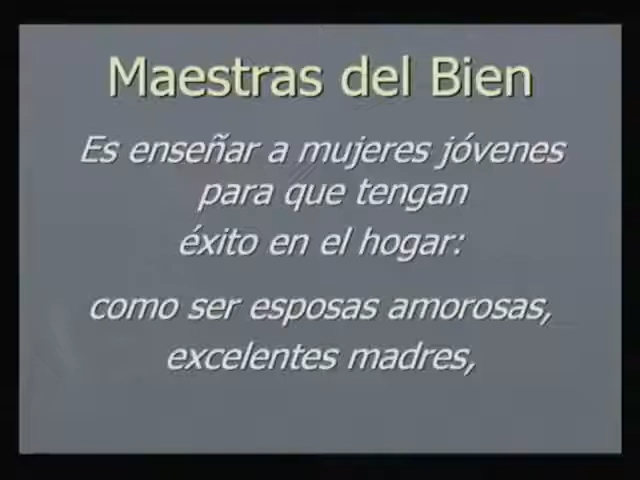 Maestras del Bien
Es enseñar a mujeres jóvenes
para que tengan
éxito en el hogar:
como ser esposas amorosas,
excelentes madres,